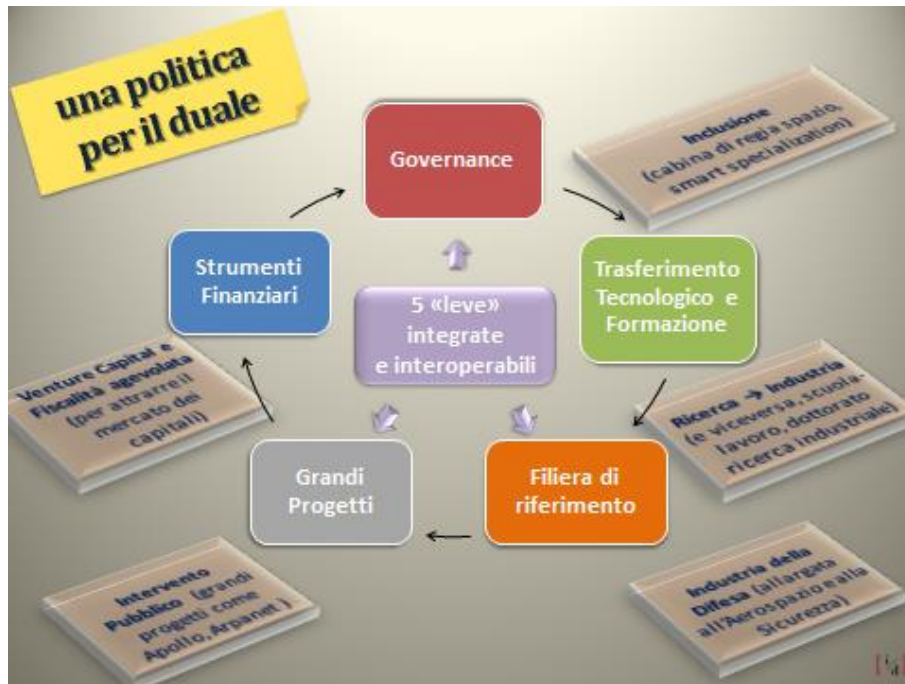 una politica
per il duale
Governance
Inclusione
(cabina di regia spazio,
smart specialization)
Strumenti
Finanziari
5 «leve»
integrate
e interoperabili
Trasferimento
Tecnologico e
Formazione
Venture Capital e
Fiscalità agevolata
(per attrarre il
mercato dei
capitali)
Ricerca → Industria
(e viceversa, scuola-
lavoro, dottorato
ricerca industriale)
Grandi
Progetti
Filiera di
riferimento
Intervento
Pubblico (grandi
progetti come
Apollo, Arpanet )
Industria della
Difesa (allargata
all'Aerospazio e alla
Sicurezza)